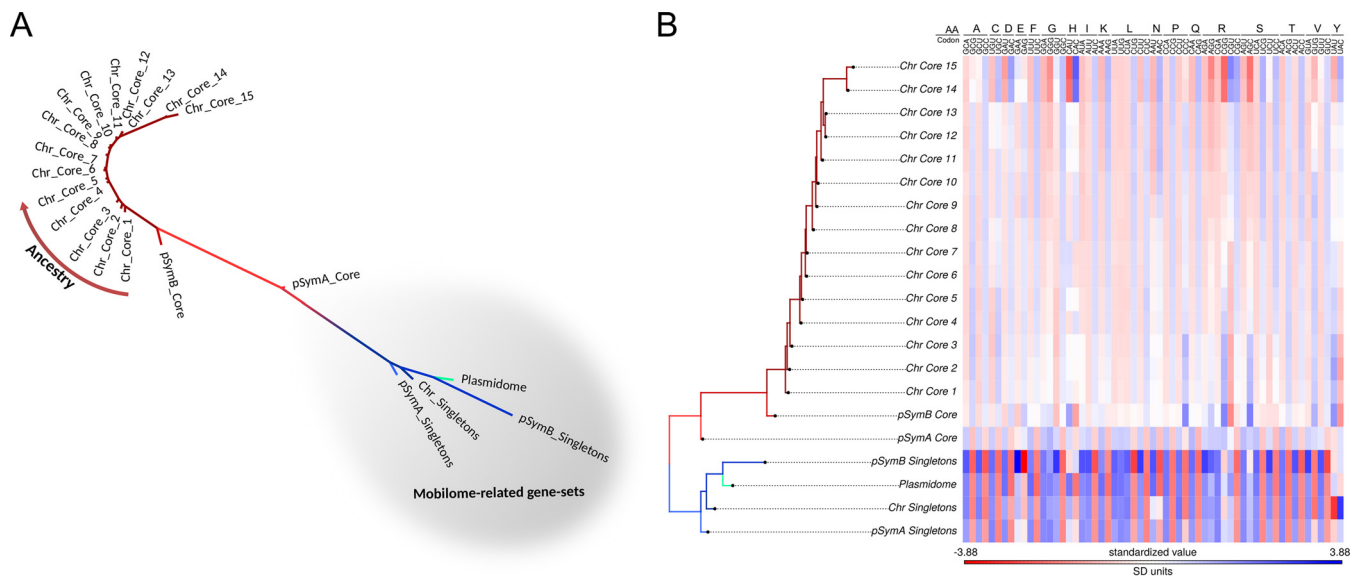 A
Chr_Core_15
Chr_Core_14
Chr_Core_13
Chr_Core_12
Chr_Core_11
Chr_Core_10
Chr_Core_9
Chr_Core_8
Chr_Core_7
Chr_Core_6
Chr_Core_5
Chr_Core_4
Chr_Core_3
Chr_Core_2
Chr_Core_1
Ancestry
pSymB_Core
pSymA_Core
Plasmidome
pSymB_Singletons
Chr_Singletons
pSymA_Singletons
Mobilome-related gene-sets
B
AA A C D E F G H I K L N P Q R S T V Y
Codon
Chr Core 15
Chr Core 14
Chr Core 13
Chr Core 12
Chr Core 11
Chr Core 10
Chr Core 9
Chr Core 8
Chr Core 7
Chr Core 6
Chr Core 5
Chr Core 4
Chr Core 3
Chr Core 2
Chr Core 1
pSymB Core
pSymA Core
pSymB Singletons
Plasmidome
Chr Singletons
pSymA Singletons
-3.88 standardized value 3.88
SD units